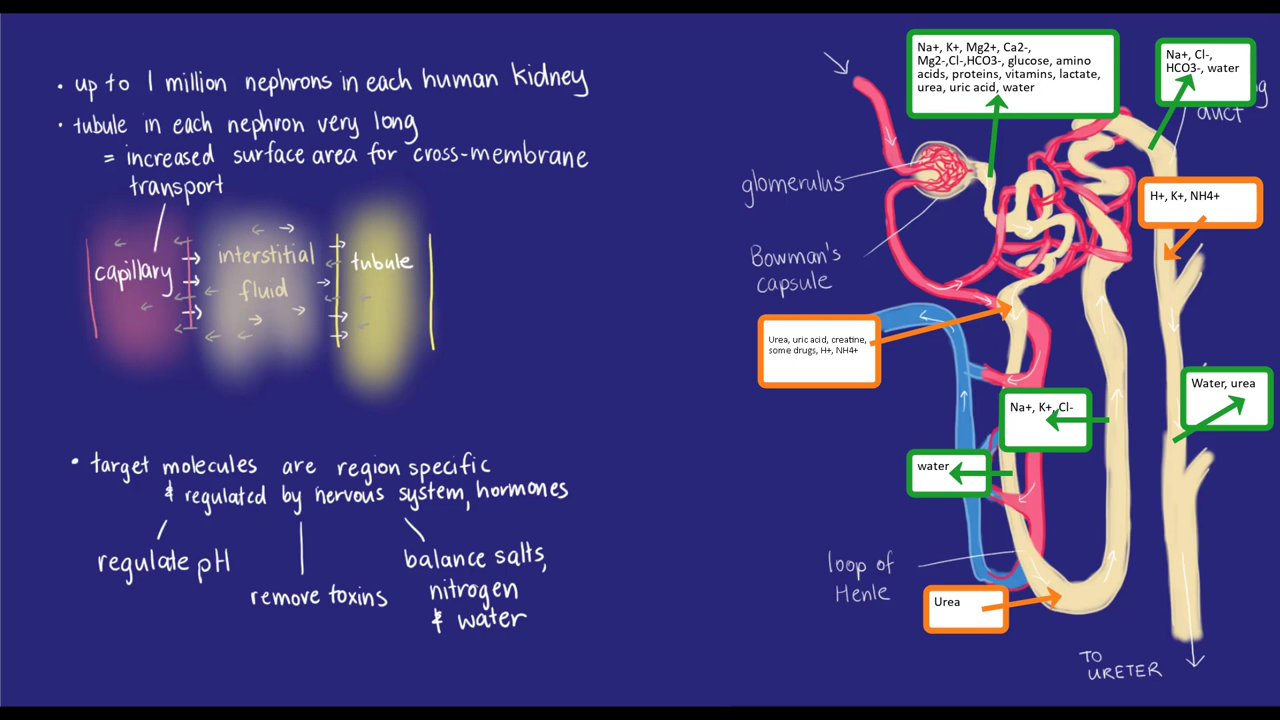 · up to 1 million nephrons in each human kidney
· tubule in each nephron very long
= increased surface area for cross-membrane
transport
capillary
interstitial
fluid
tubule
· target molecules are region specific
& regulated by nervous system, hormones
regulate pH
remove toxins
balance salts,
nitrogen
& water
Na+, K+, Mg2+, Ca2-,
Mg2-,Cl-,HCO3-, glucose, amino
acids, proteins, vitamins, lactate,
urea, uric acid, water
Na+, Cl-,
HCO3-, water
duct
glomerulus
H+, K+, NH4+
Bowman's
capsule
Urea, uric acid, creatine,
some drugs, H+, NH4+
Na+, K+, Cl-
Water, urea
water
loop of
Henle
Urea
TO
URETER